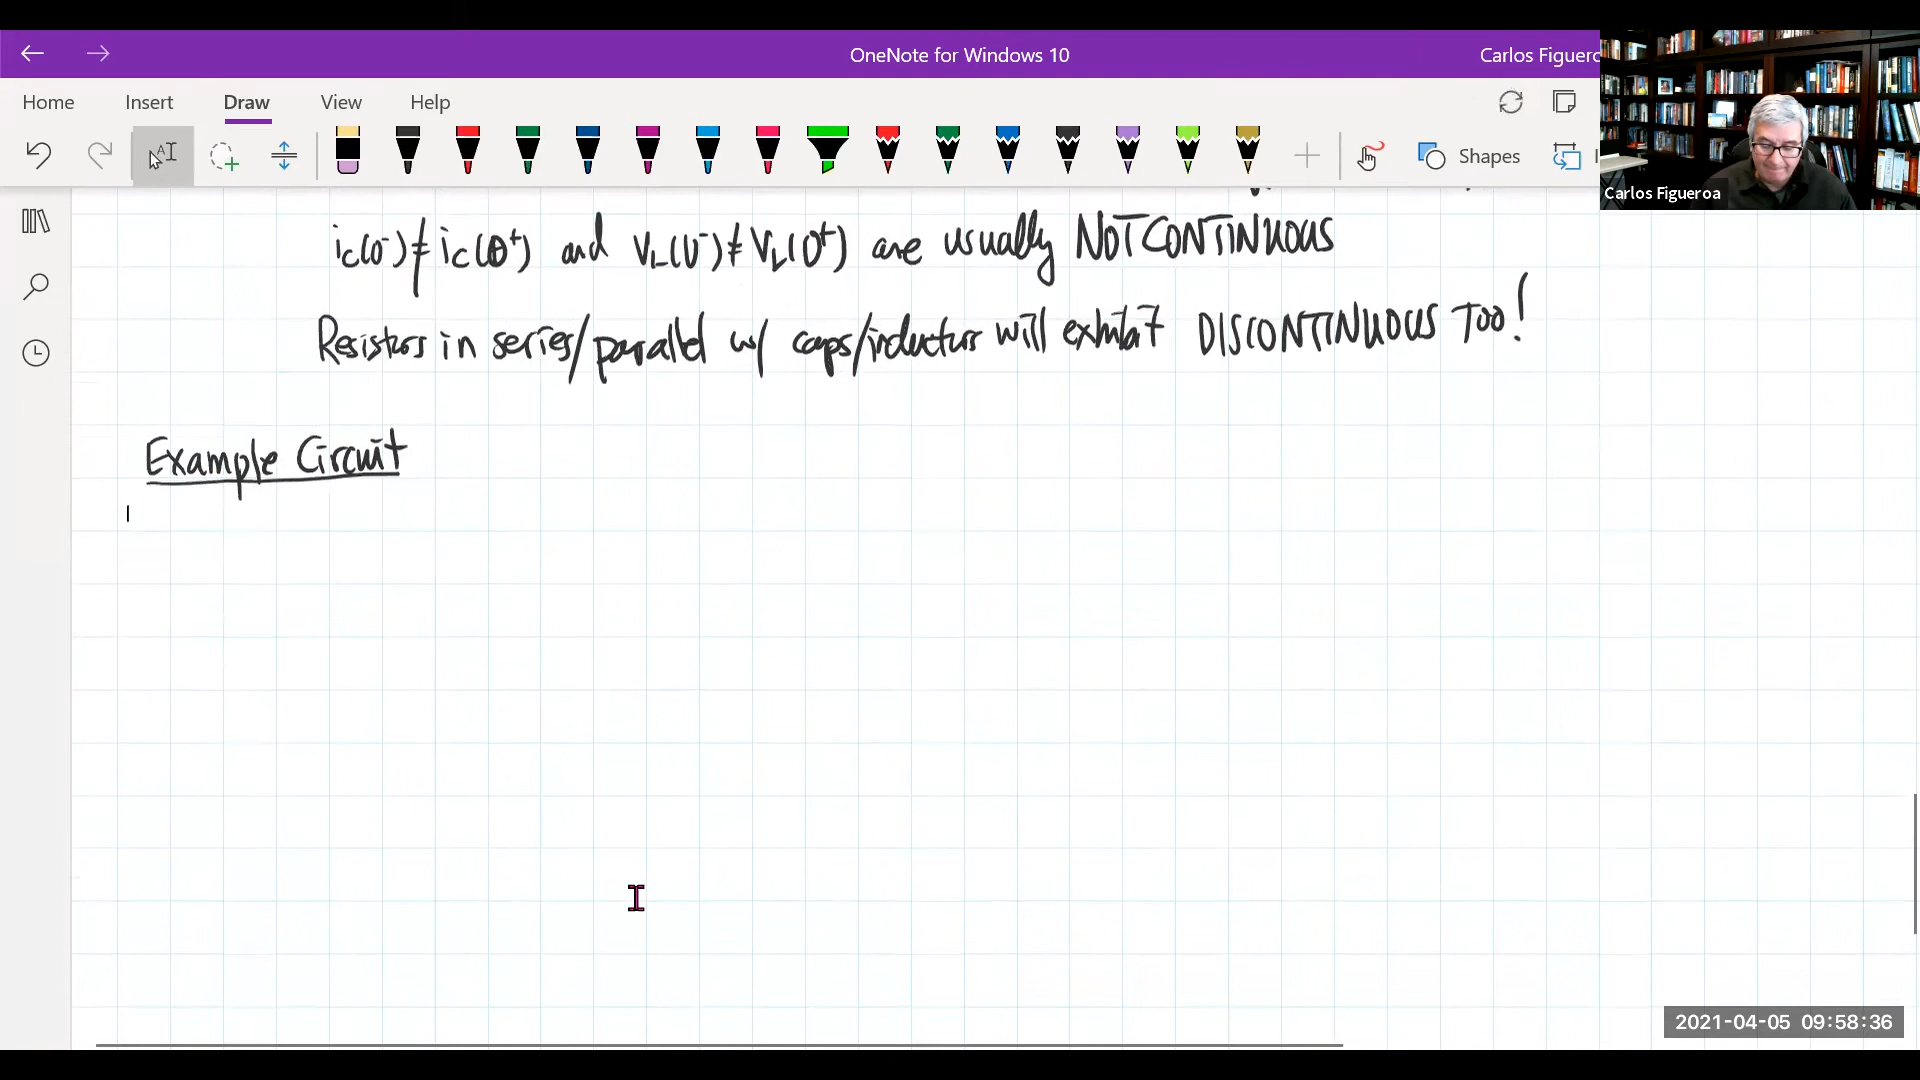 OneNote for Windows 10
Carlos Figuero
Home Insert Draw View Help
Shapes
Carlos Figueroa
ic(0⁻) ≠ ic(0⁺) and VL(0⁻) ≠ VL(0⁺) are usually NOT CONTINUOUS
Resistors in series/parallel w/ caps/inductors will exhibit DISCONTINUOUS TOO!
Example Circuit
2021-04-05 09:58:36